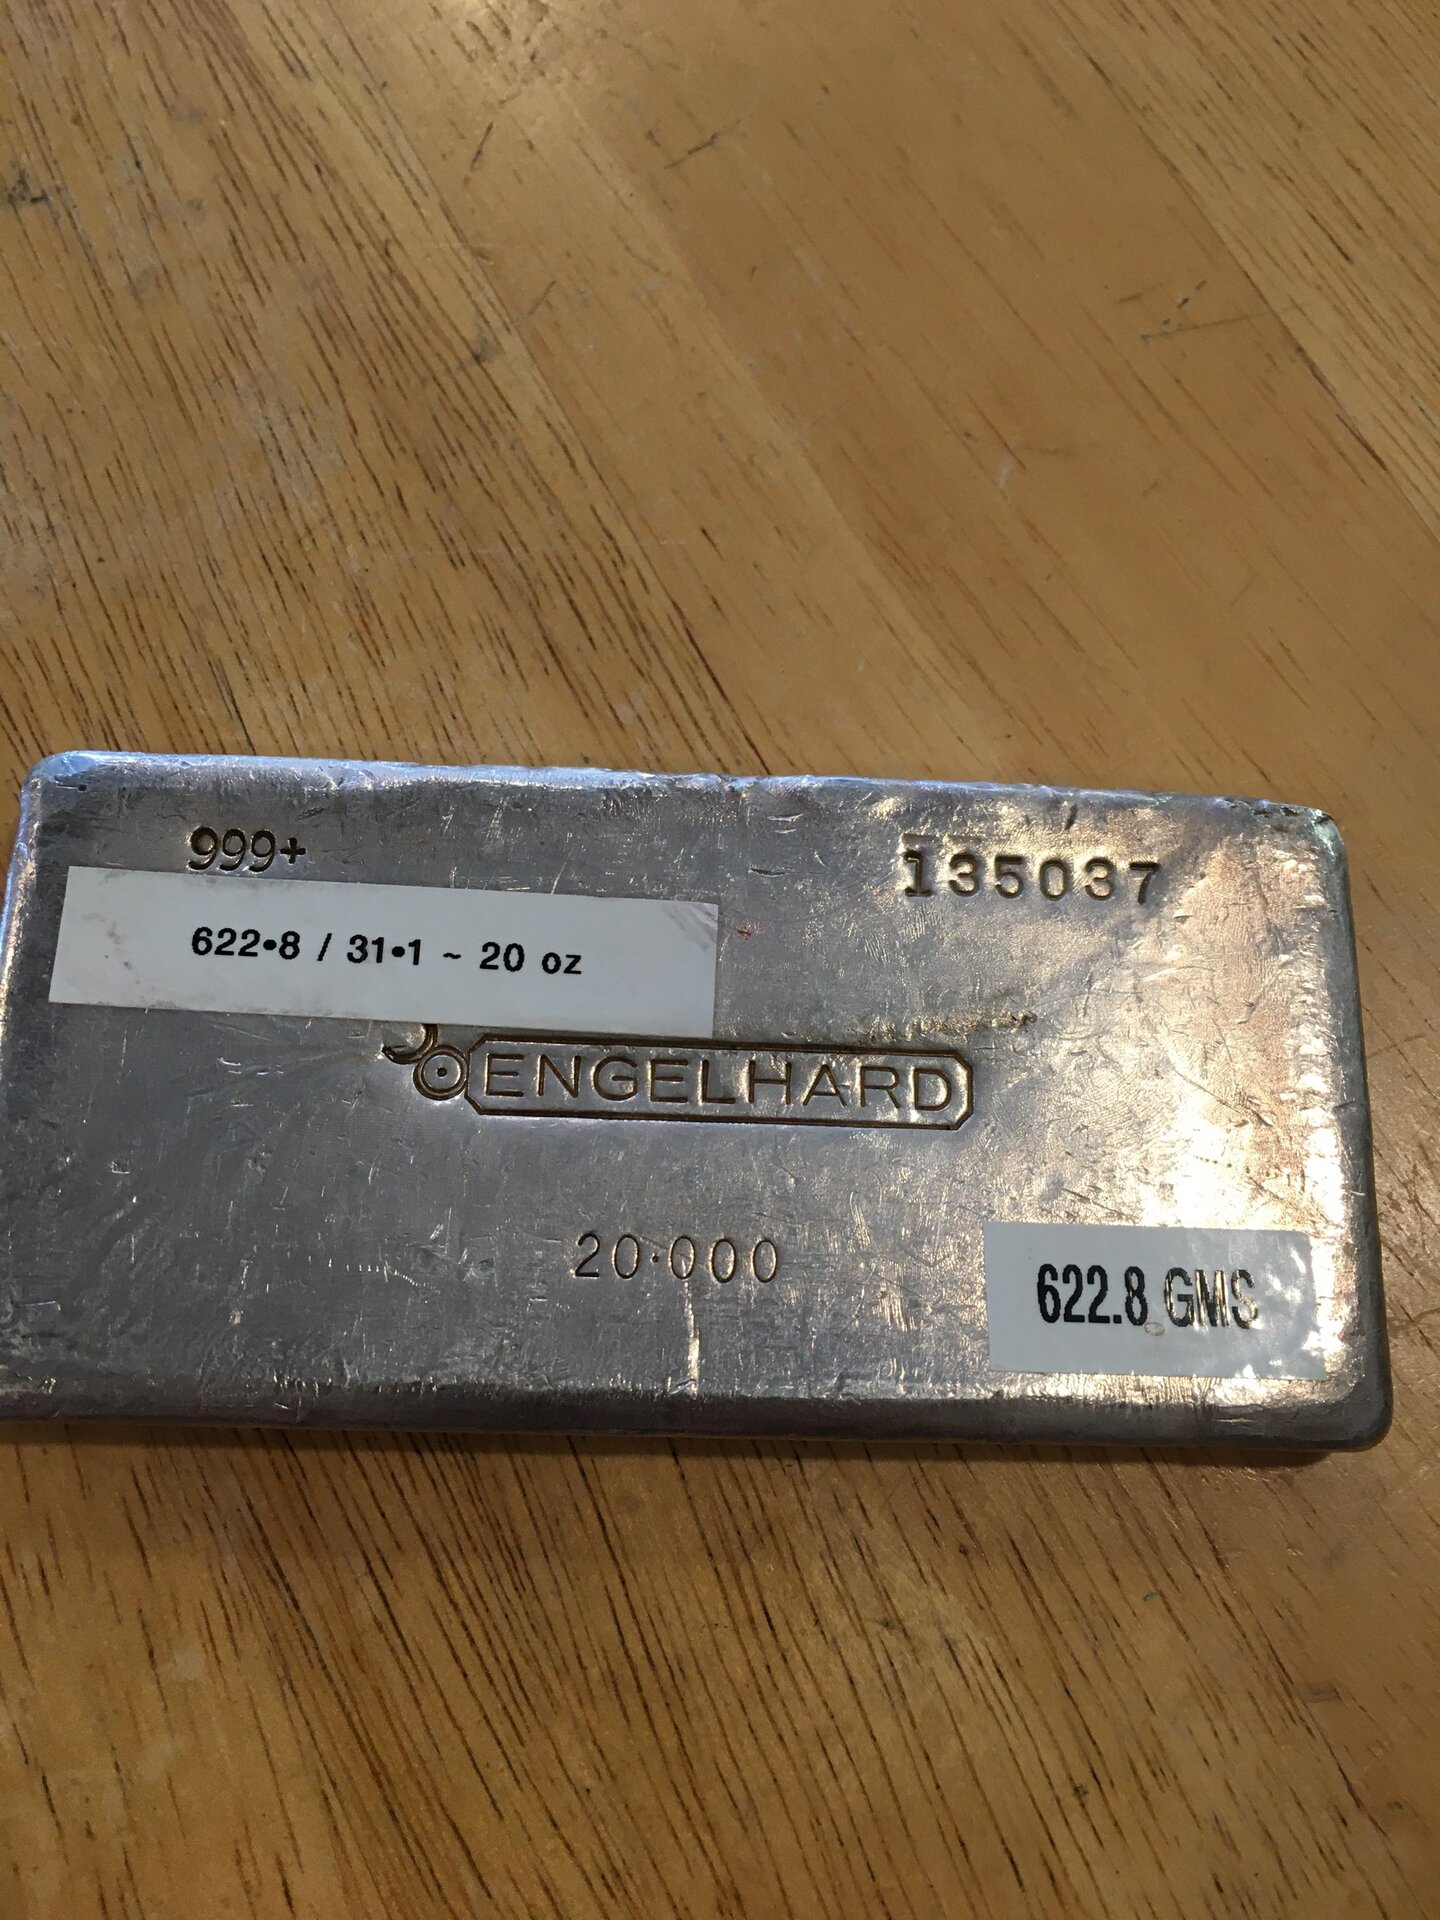 999+
135037
622•8 / 31•1 ~ 20 oz
ENGELHARD
20·000
622.8 GMS